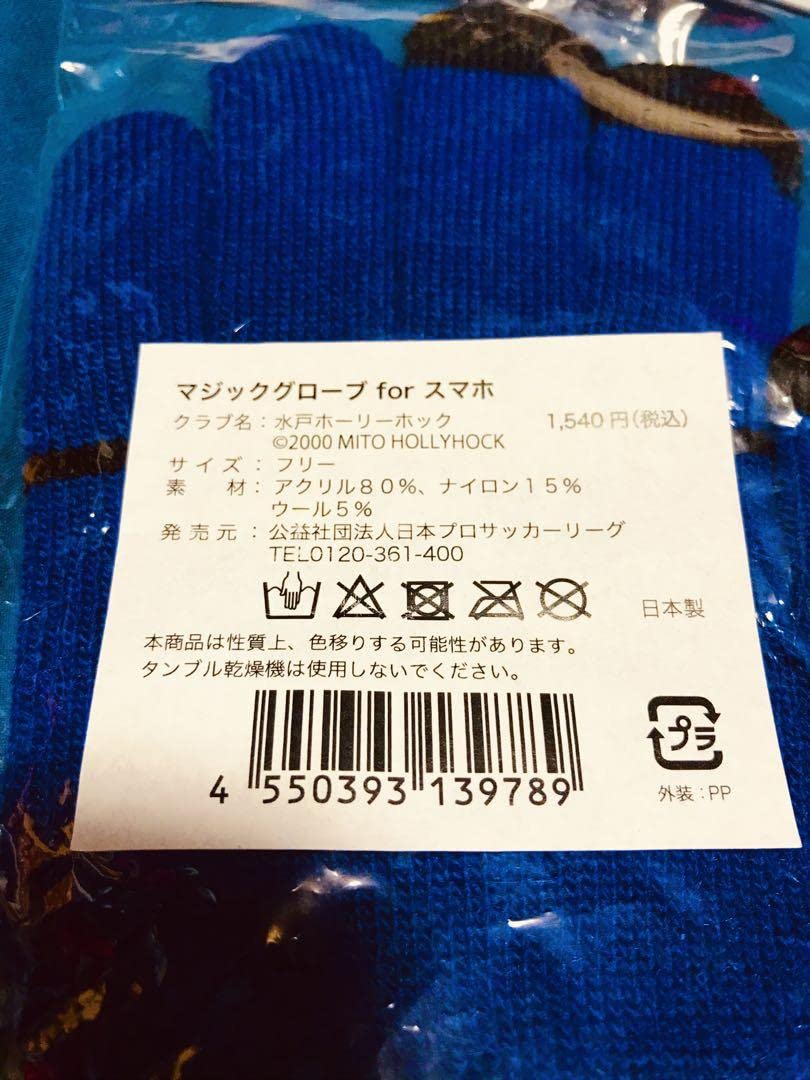 マジックグローブ for スマホ
クラブ名：水戸ホーリーホック 1,540円(税込)
©2000 MITO HOLLYHOCK
サイズ：フリー
素 材：アクリル８０％、ナイロン１５％
ウール５％
発売元：公益社団法人日本プロサッカーリーグ
TEL0120-361-400
日本製
本商品は性質上、色移りする可能性があります。
タンブル乾燥機は使用しないでください。
4 550393 139789
プラ
外装：PP